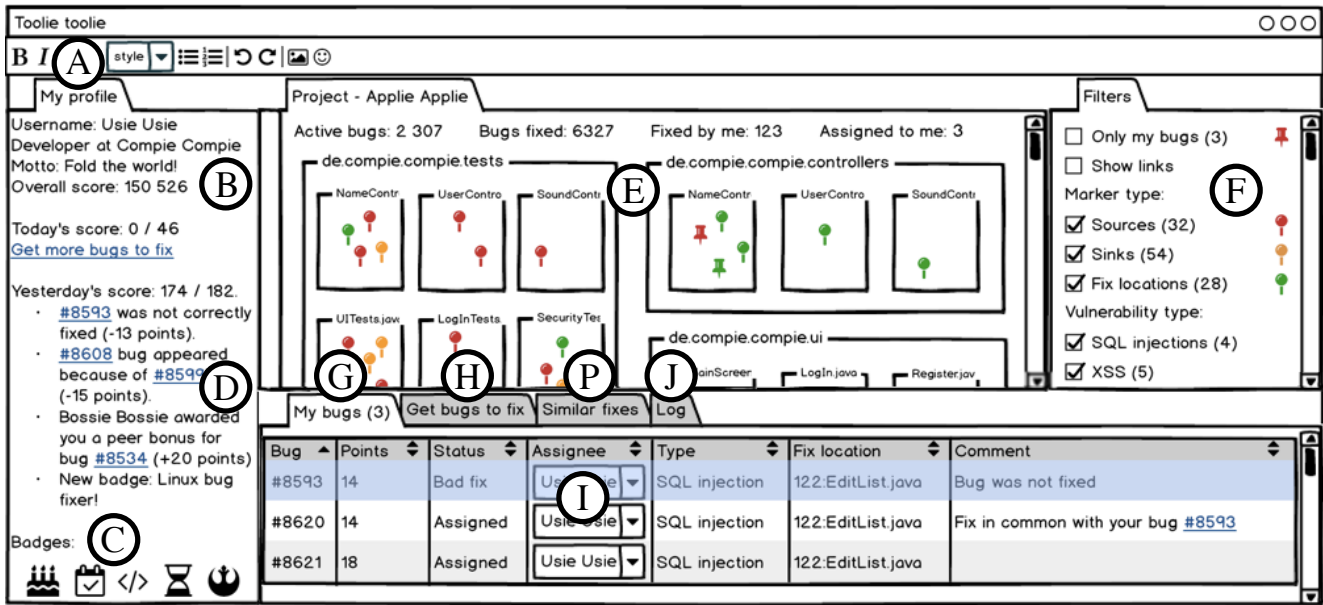 Toolie toolie
B I A style
My profile
Username: Usie Usie
Developer at Compie Compie
Motto: Fold the world!
Overall score: 150 526
B
Today's score: 0 / 46
Get more bugs to fix
Yesterday's score: 174 / 182.
· #8593 was not correctly
fixed (-13 points).
· #8608 bug appeared
because of #8599
D
(-15 points).
· Bossie Bossie awarded
you a peer bonus for
bug #8534 (+20 points)
· New badge: Linux bug
fixer!
Badges: C
</>
Project - Applie Applie
Active bugs: 2 307 Bugs fixed: 6327 Fixed by me: 123 Assigned to me: 3
de.compie.compie.tests
NameContr UserContro SoundContr
UITests.java LogInTests. SecurityTes
E
de.compie.compie.controllers
NameContr UserContro SoundCont
de.compie.compie.ui
ainScreen LogIn.java Register.jav
Filters
Only my bugs (3)
Show links
F
Marker type:
Sources (32)
Sinks (54)
Fix locations (28)
Vulnerability type:
SQL injections (4)
XSS (5)
G H P J
My bugs (3) Get bugs to fix Similar fixes Log
Bug Points Status Assignee Type Fix location Comment
#8593 14 Bad fix Usie Usie SQL injection 122:EditList.java Bug was not fixed
I
#8620 14 Assigned Usie Usie SQL injection 122:EditList.java Fix in common with your bug #8593
#8621 18 Assigned Usie Usie SQL injection 122:EditList.java